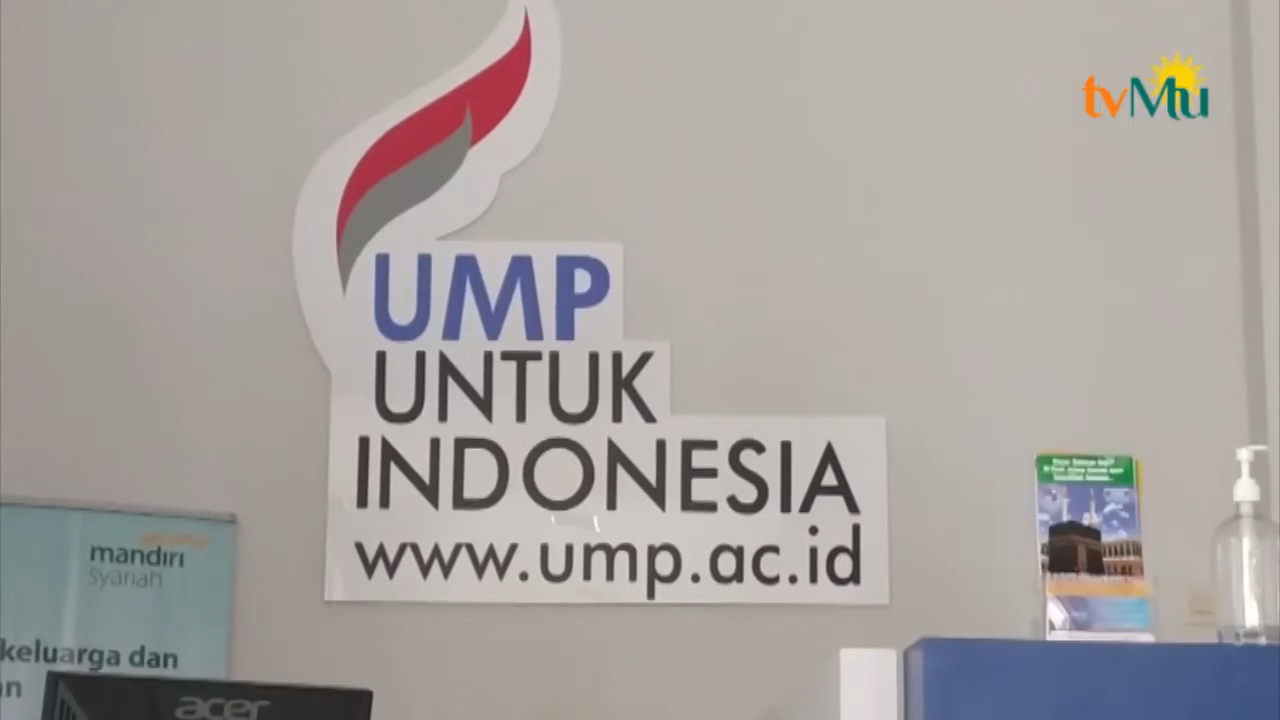 tvMu
UMP
UNTUK
INDONESIA
www.ump.ac.id
mandiri
syariah
keluarga dan
acer